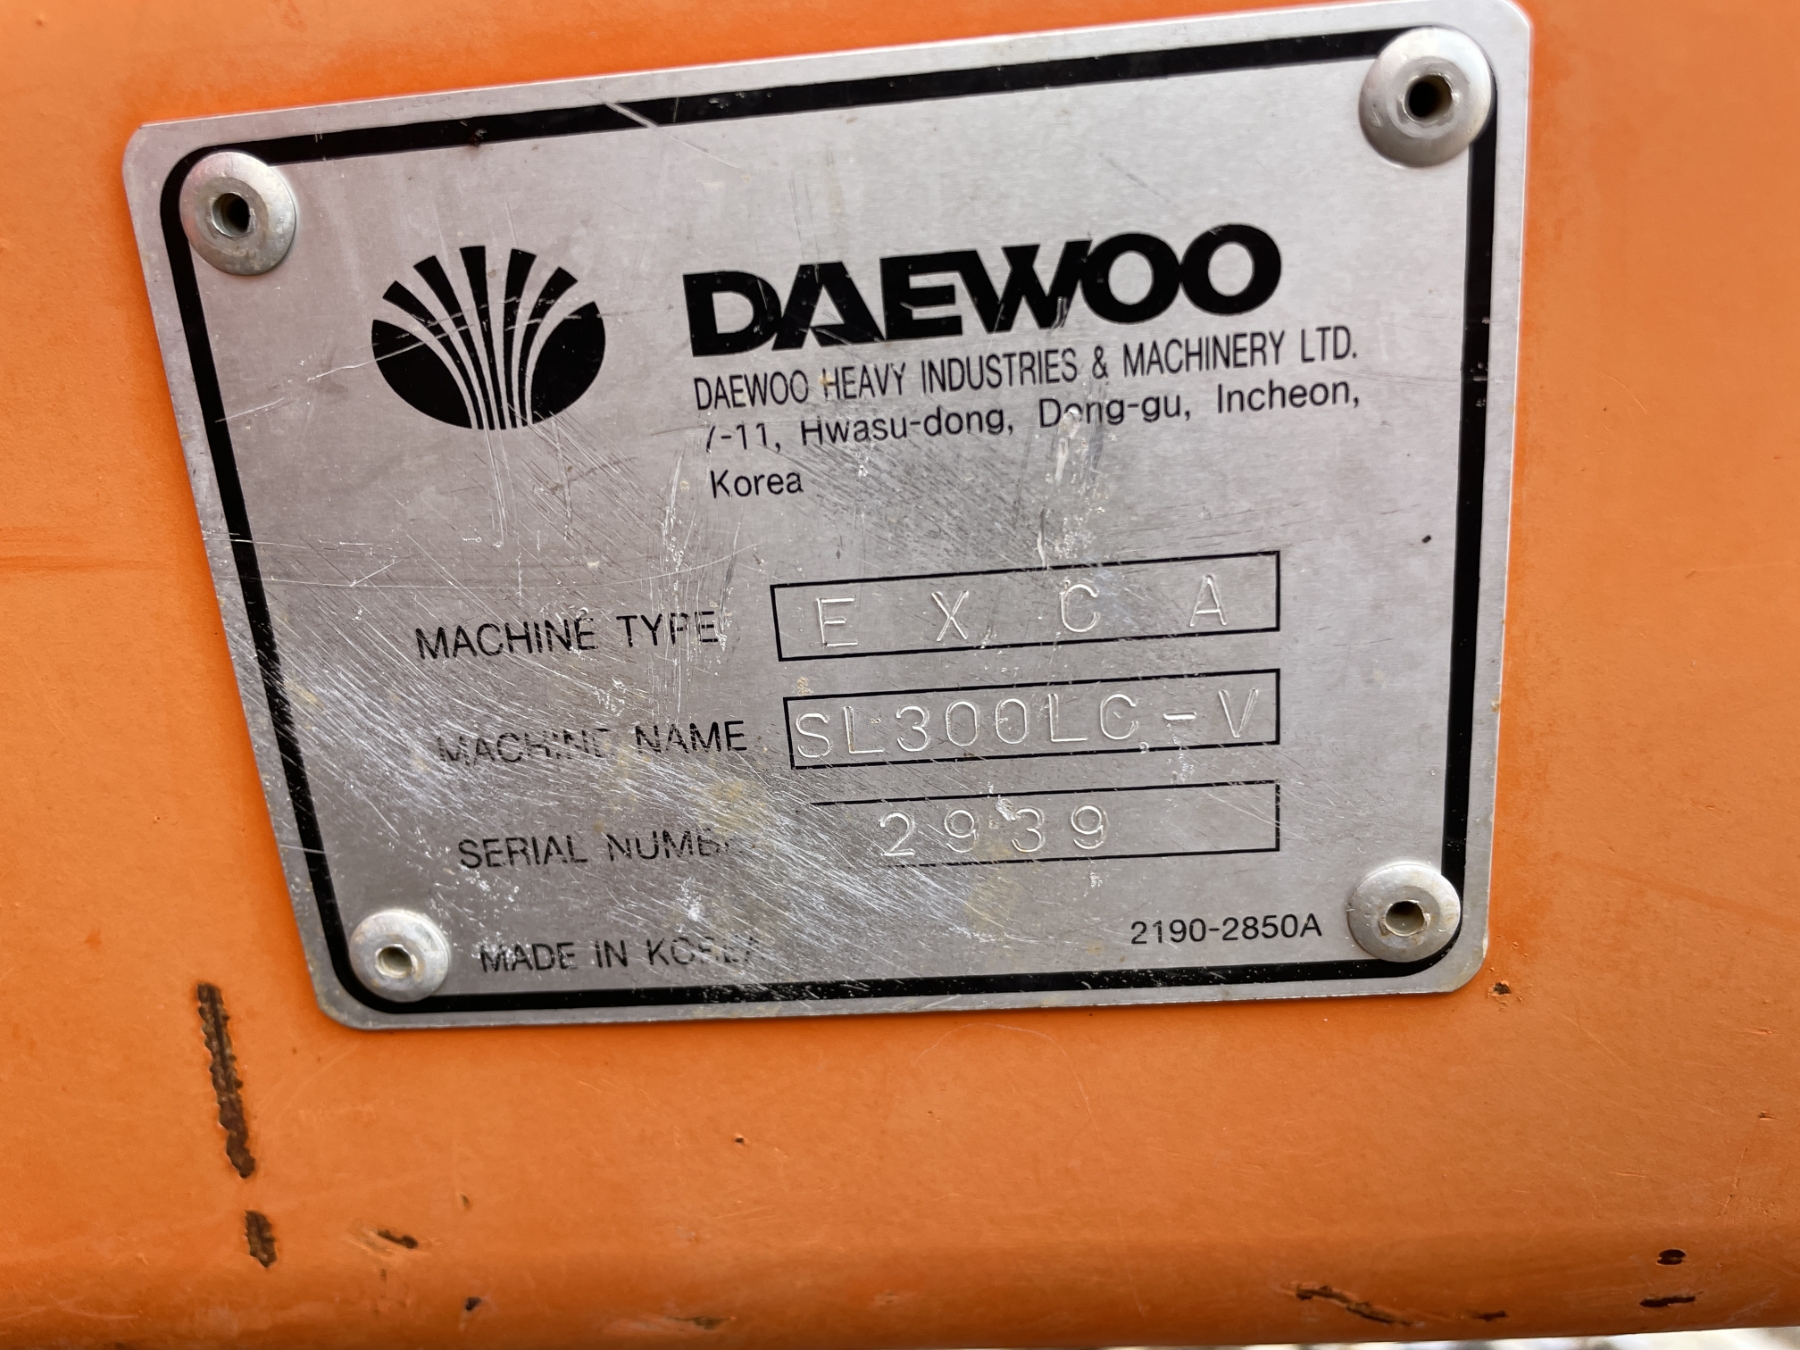 DAEWOO
DAEWOO HEAVY INDUSTRIES & MACHINERY LTD.
7-11, Hwasu-dong, Dong-gu, Incheon,
Korea
MACHINE TYPE EXCA
MACHINE NAME SL300LC-V
SERIAL NUMBER 2939
MADE IN KOREA 2190-2850A